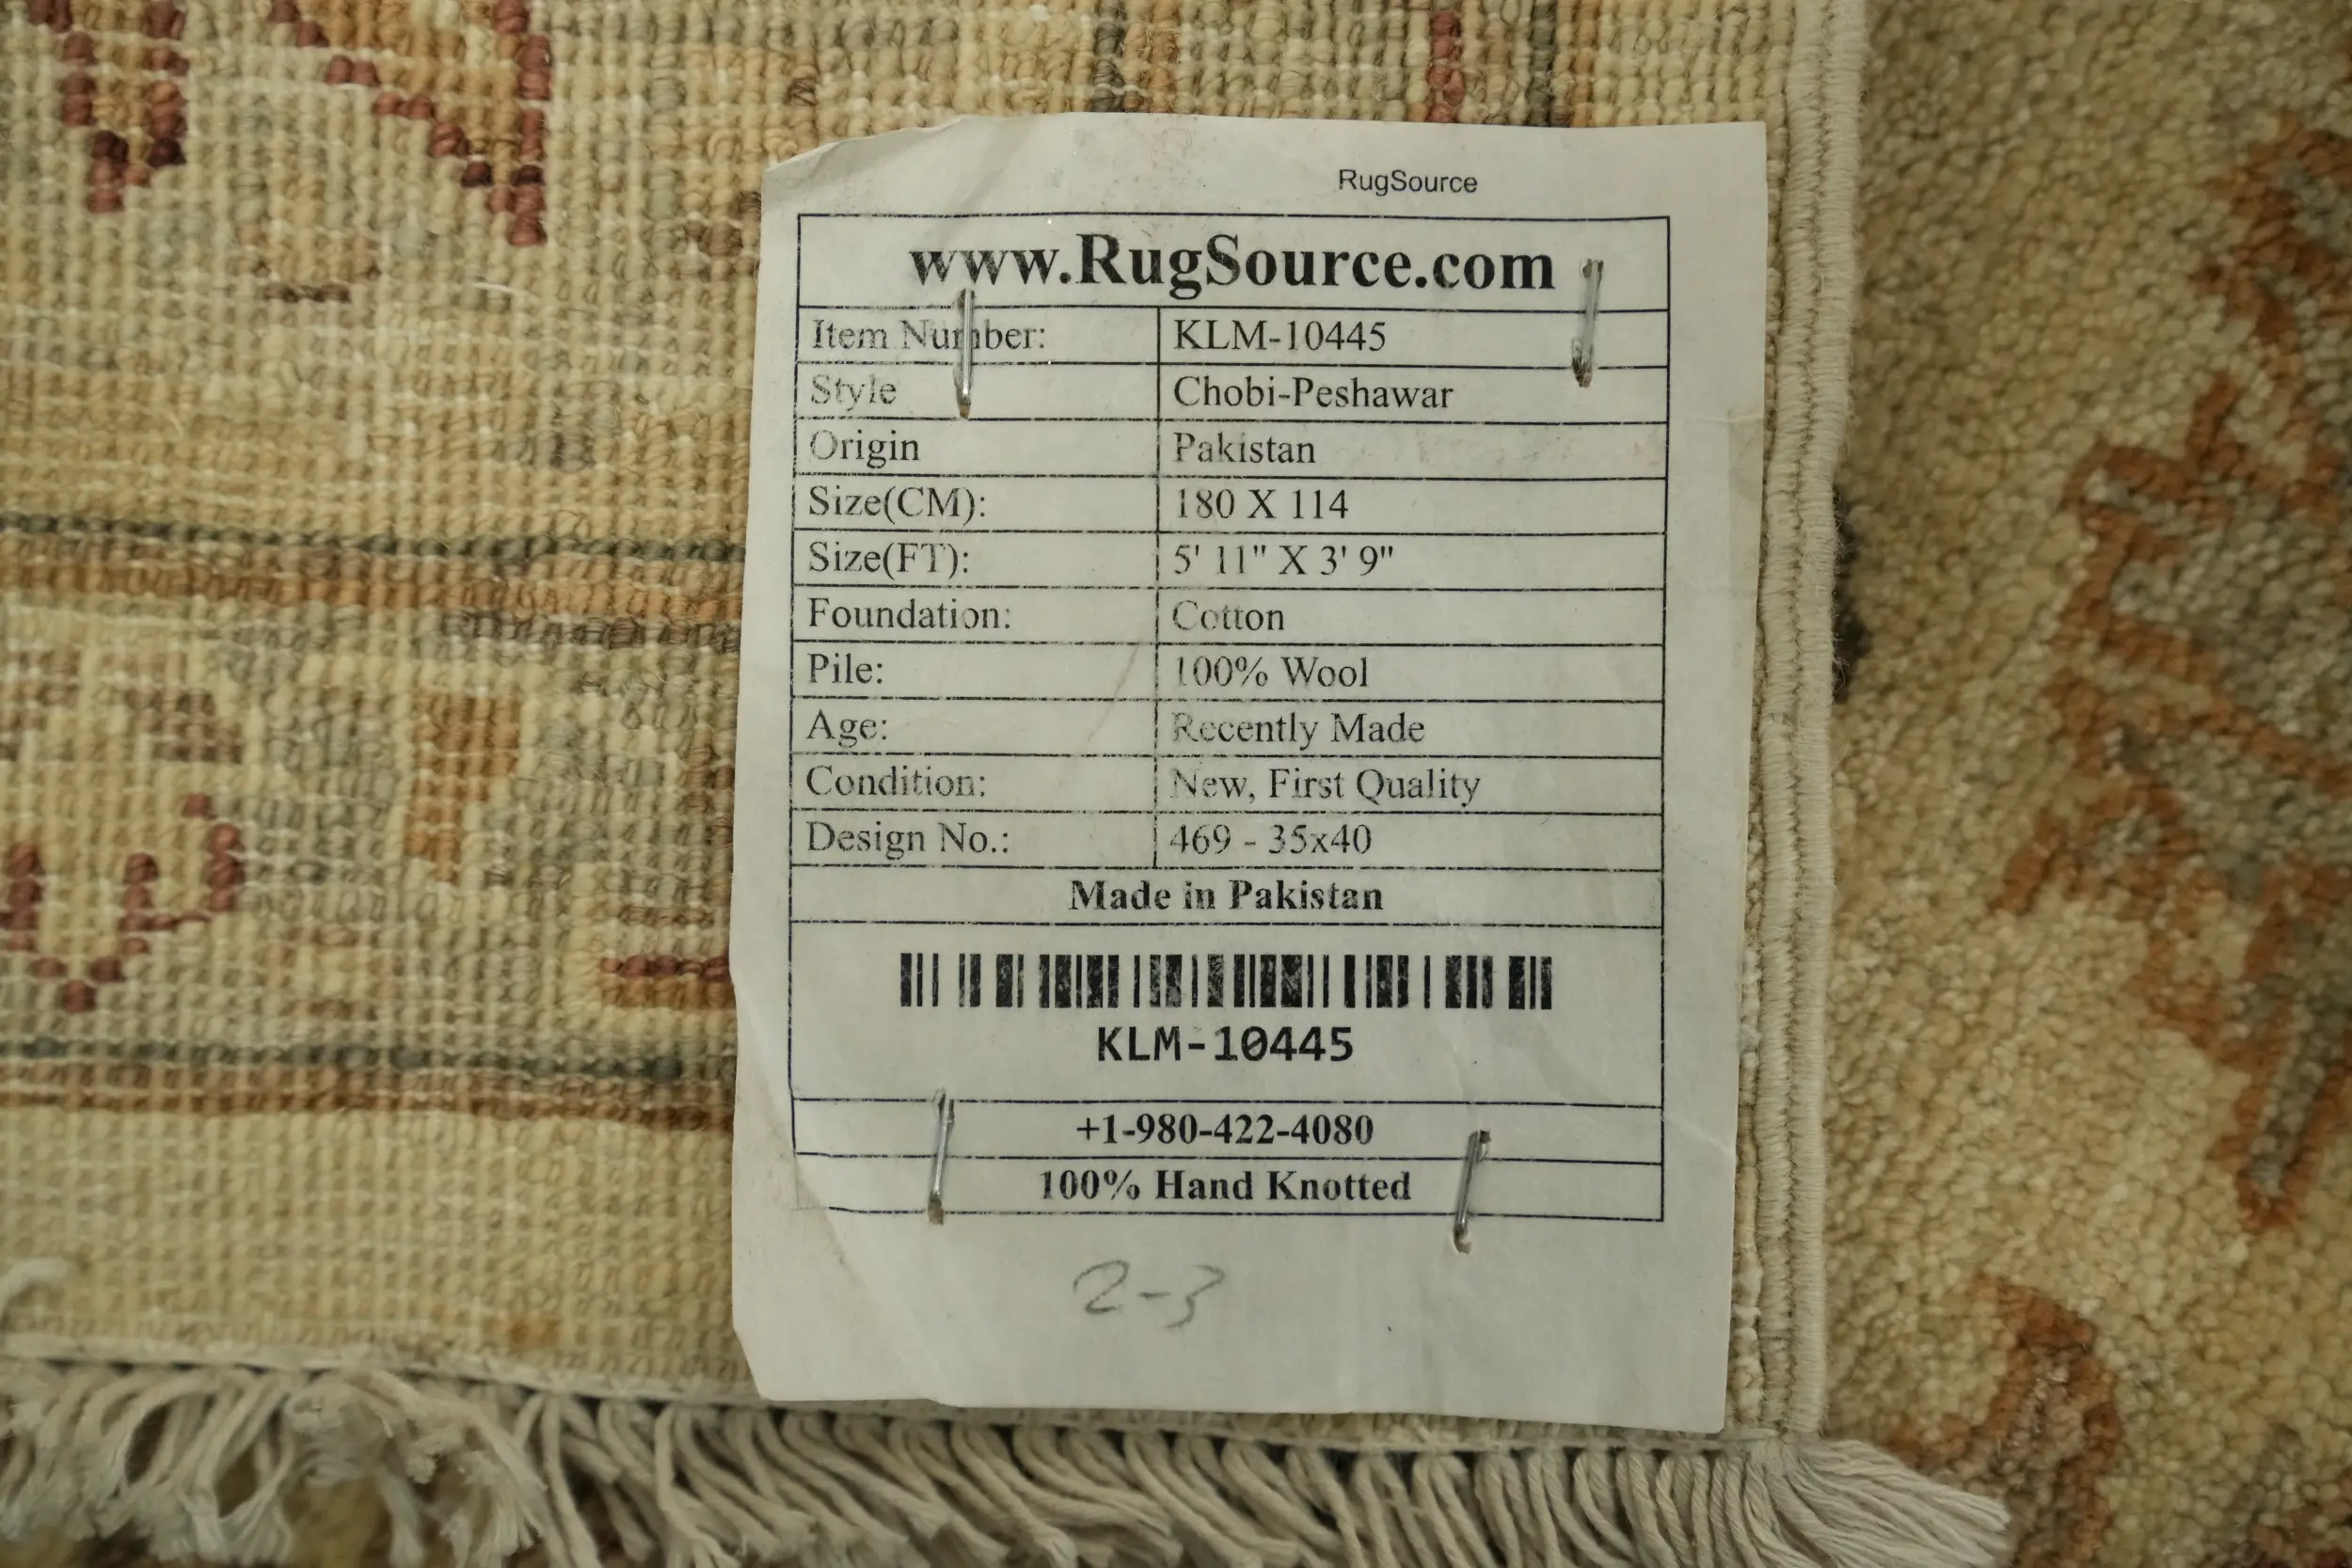 RugSource
www.RugSource.com
Item Number: KLM-10445
Style Chobi-Peshawar
Origin Pakistan
Size(CM): 180 X 114
Size(FT): 5' 11" X 3' 9"
Foundation: Cotton
Pile: 100% Wool
Age: Recently Made
Condition: New, First Quality
Design No.: 469 - 35x40
Made in Pakistan
KLM-10445
+1-980-422-4080
100% Hand Knotted
2-3